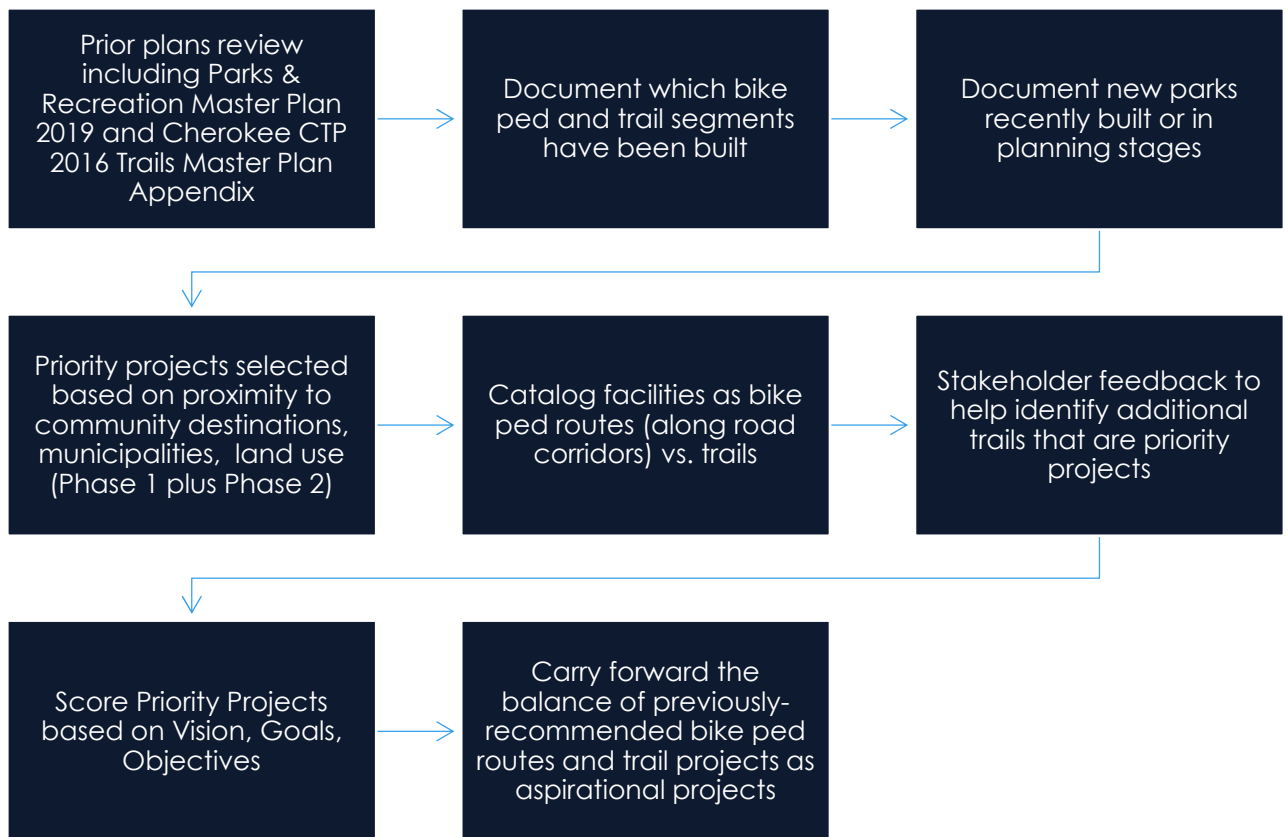 Prior plans review
including Parks &
Recreation Master Plan
2019 and Cherokee CTP
2016 Trails Master Plan
Appendix
Document which bike
ped and trail segments
have been built
Document new parks
recently built or in
planning stages
Priority projects selected
based on proximity to
community destinations,
municipalities, land use
(Phase 1 plus Phase 2)
Catalog facilities as bike
ped routes (along road
corridors) vs. trails
Stakeholder feedback to
help identify additional
trails that are priority
projects
Score Priority Projects
based on Vision, Goals,
Objectives
Carry forward the
balance of previously-
recommended bike ped
routes and trail projects as
aspirational projects